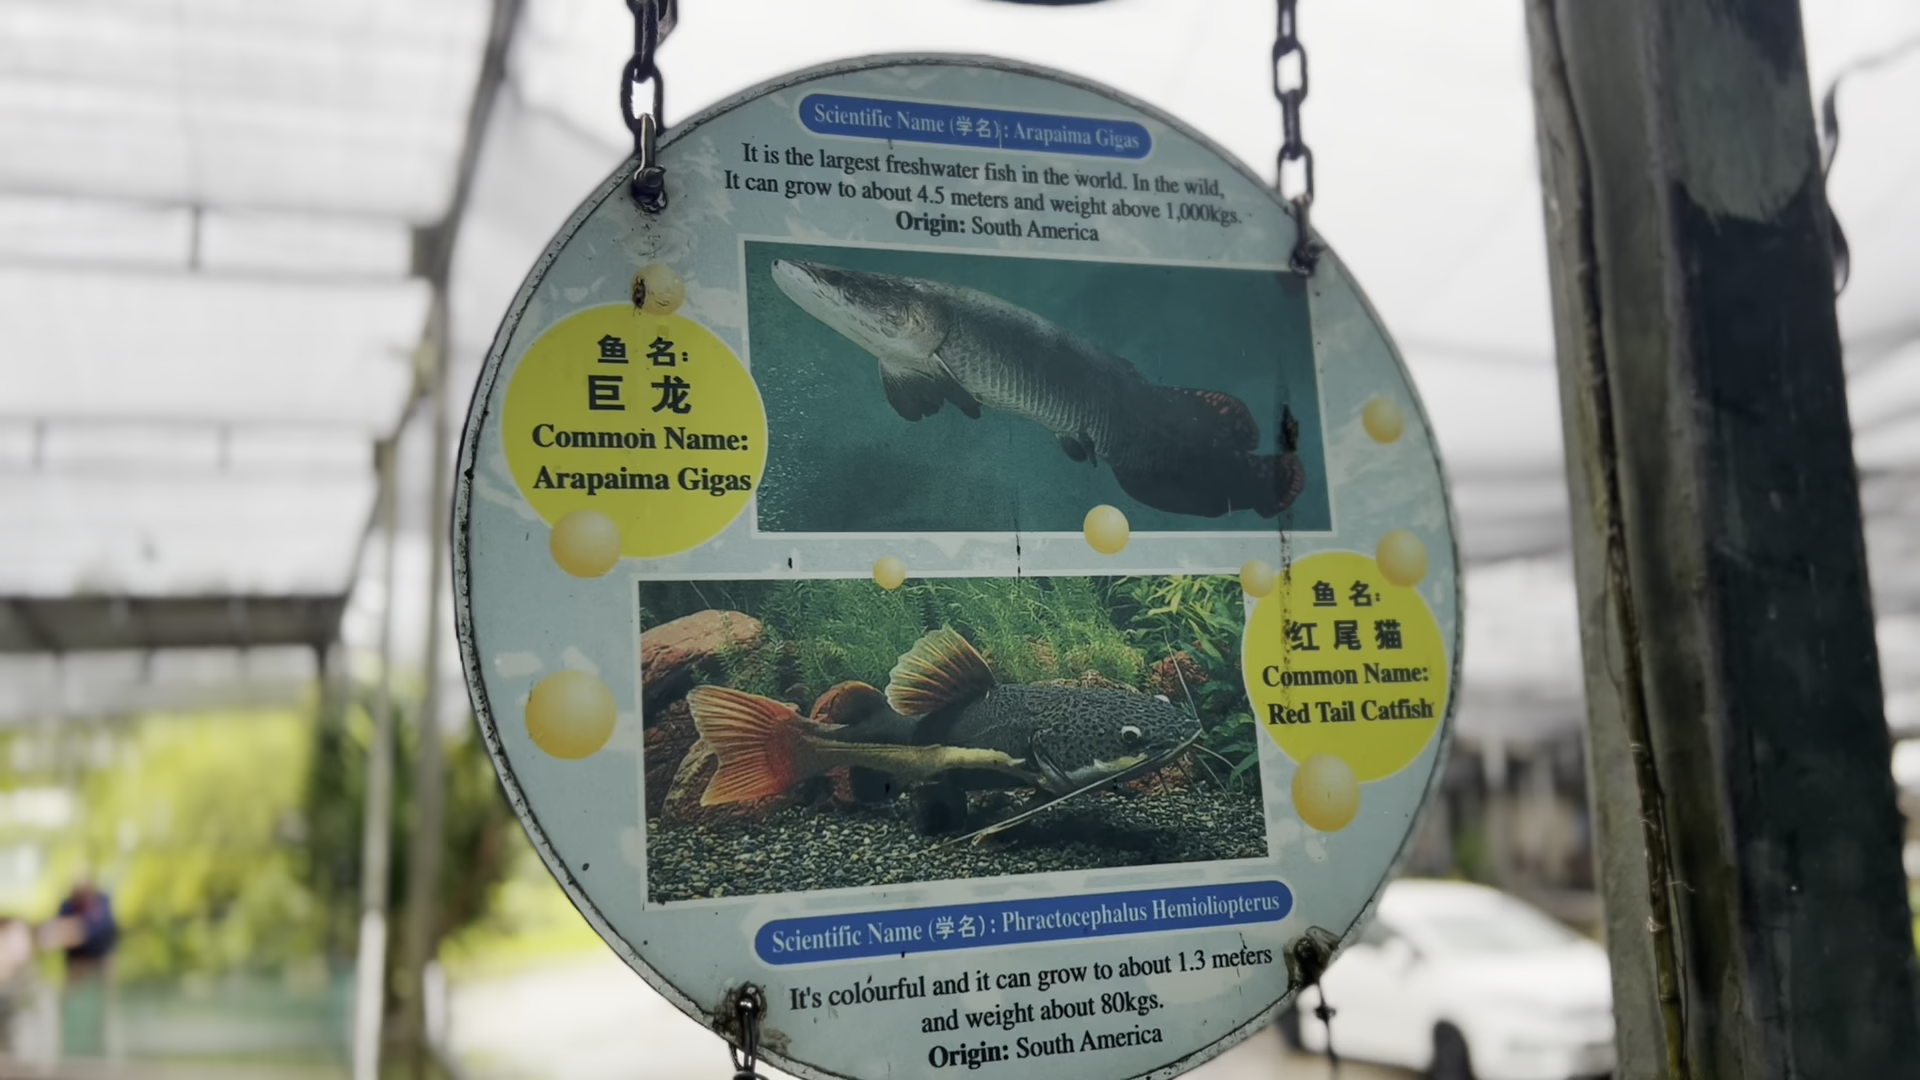 Scientific Name (学名): Arapaima Gigas
It is the largest freshwater fish in the world. In the wild,
It can grow to about 4.5 meters and weight above 1,000kgs.
Origin: South America
鱼 名:
巨 龙
Common Name:
Arapaima Gigas
鱼 名:
红 尾 猫
Common Name:
Red Tail Catfish
Scientific Name (学名): Phractocephalus Hemioliopterus
It's colourful and it can grow to about 1.3 meters
and weight about 80kgs.
Origin: South America